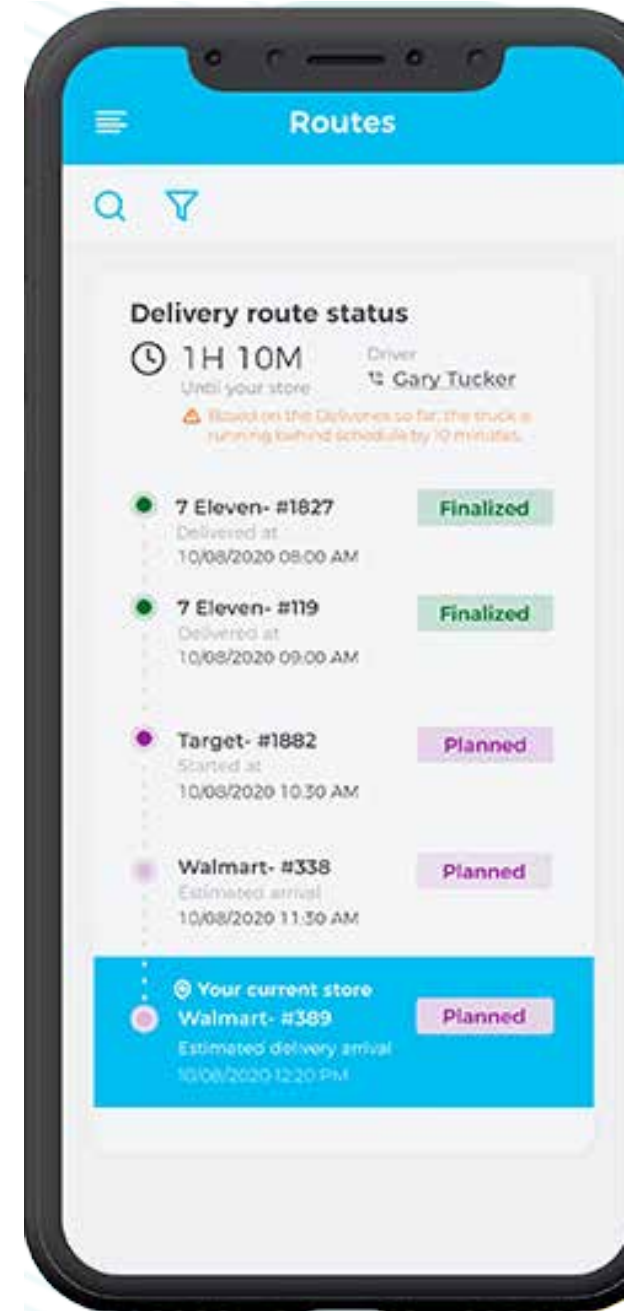 Routes
Delivery route status
1H 10M
Until your store
Driver
Gary Tucker
Based on the Deliveries so far, the truck is
running behind schedule by 10 minutes.
7 Eleven- #1827
Finalized
Delivered at
10/08/2020 08:00 AM
7 Eleven- #119
Finalized
Delivered at
10/08/2020 09:00 AM
Target- #1882
Planned
Started at
10/08/2020 10.30 AM
Walmart- #338
Planned
Estimated arrival
10/08/2020 11:30 AM
Your current store
Walmart- #389
Planned
Estimated delivery arrival
10/08/2020 12:20 PM